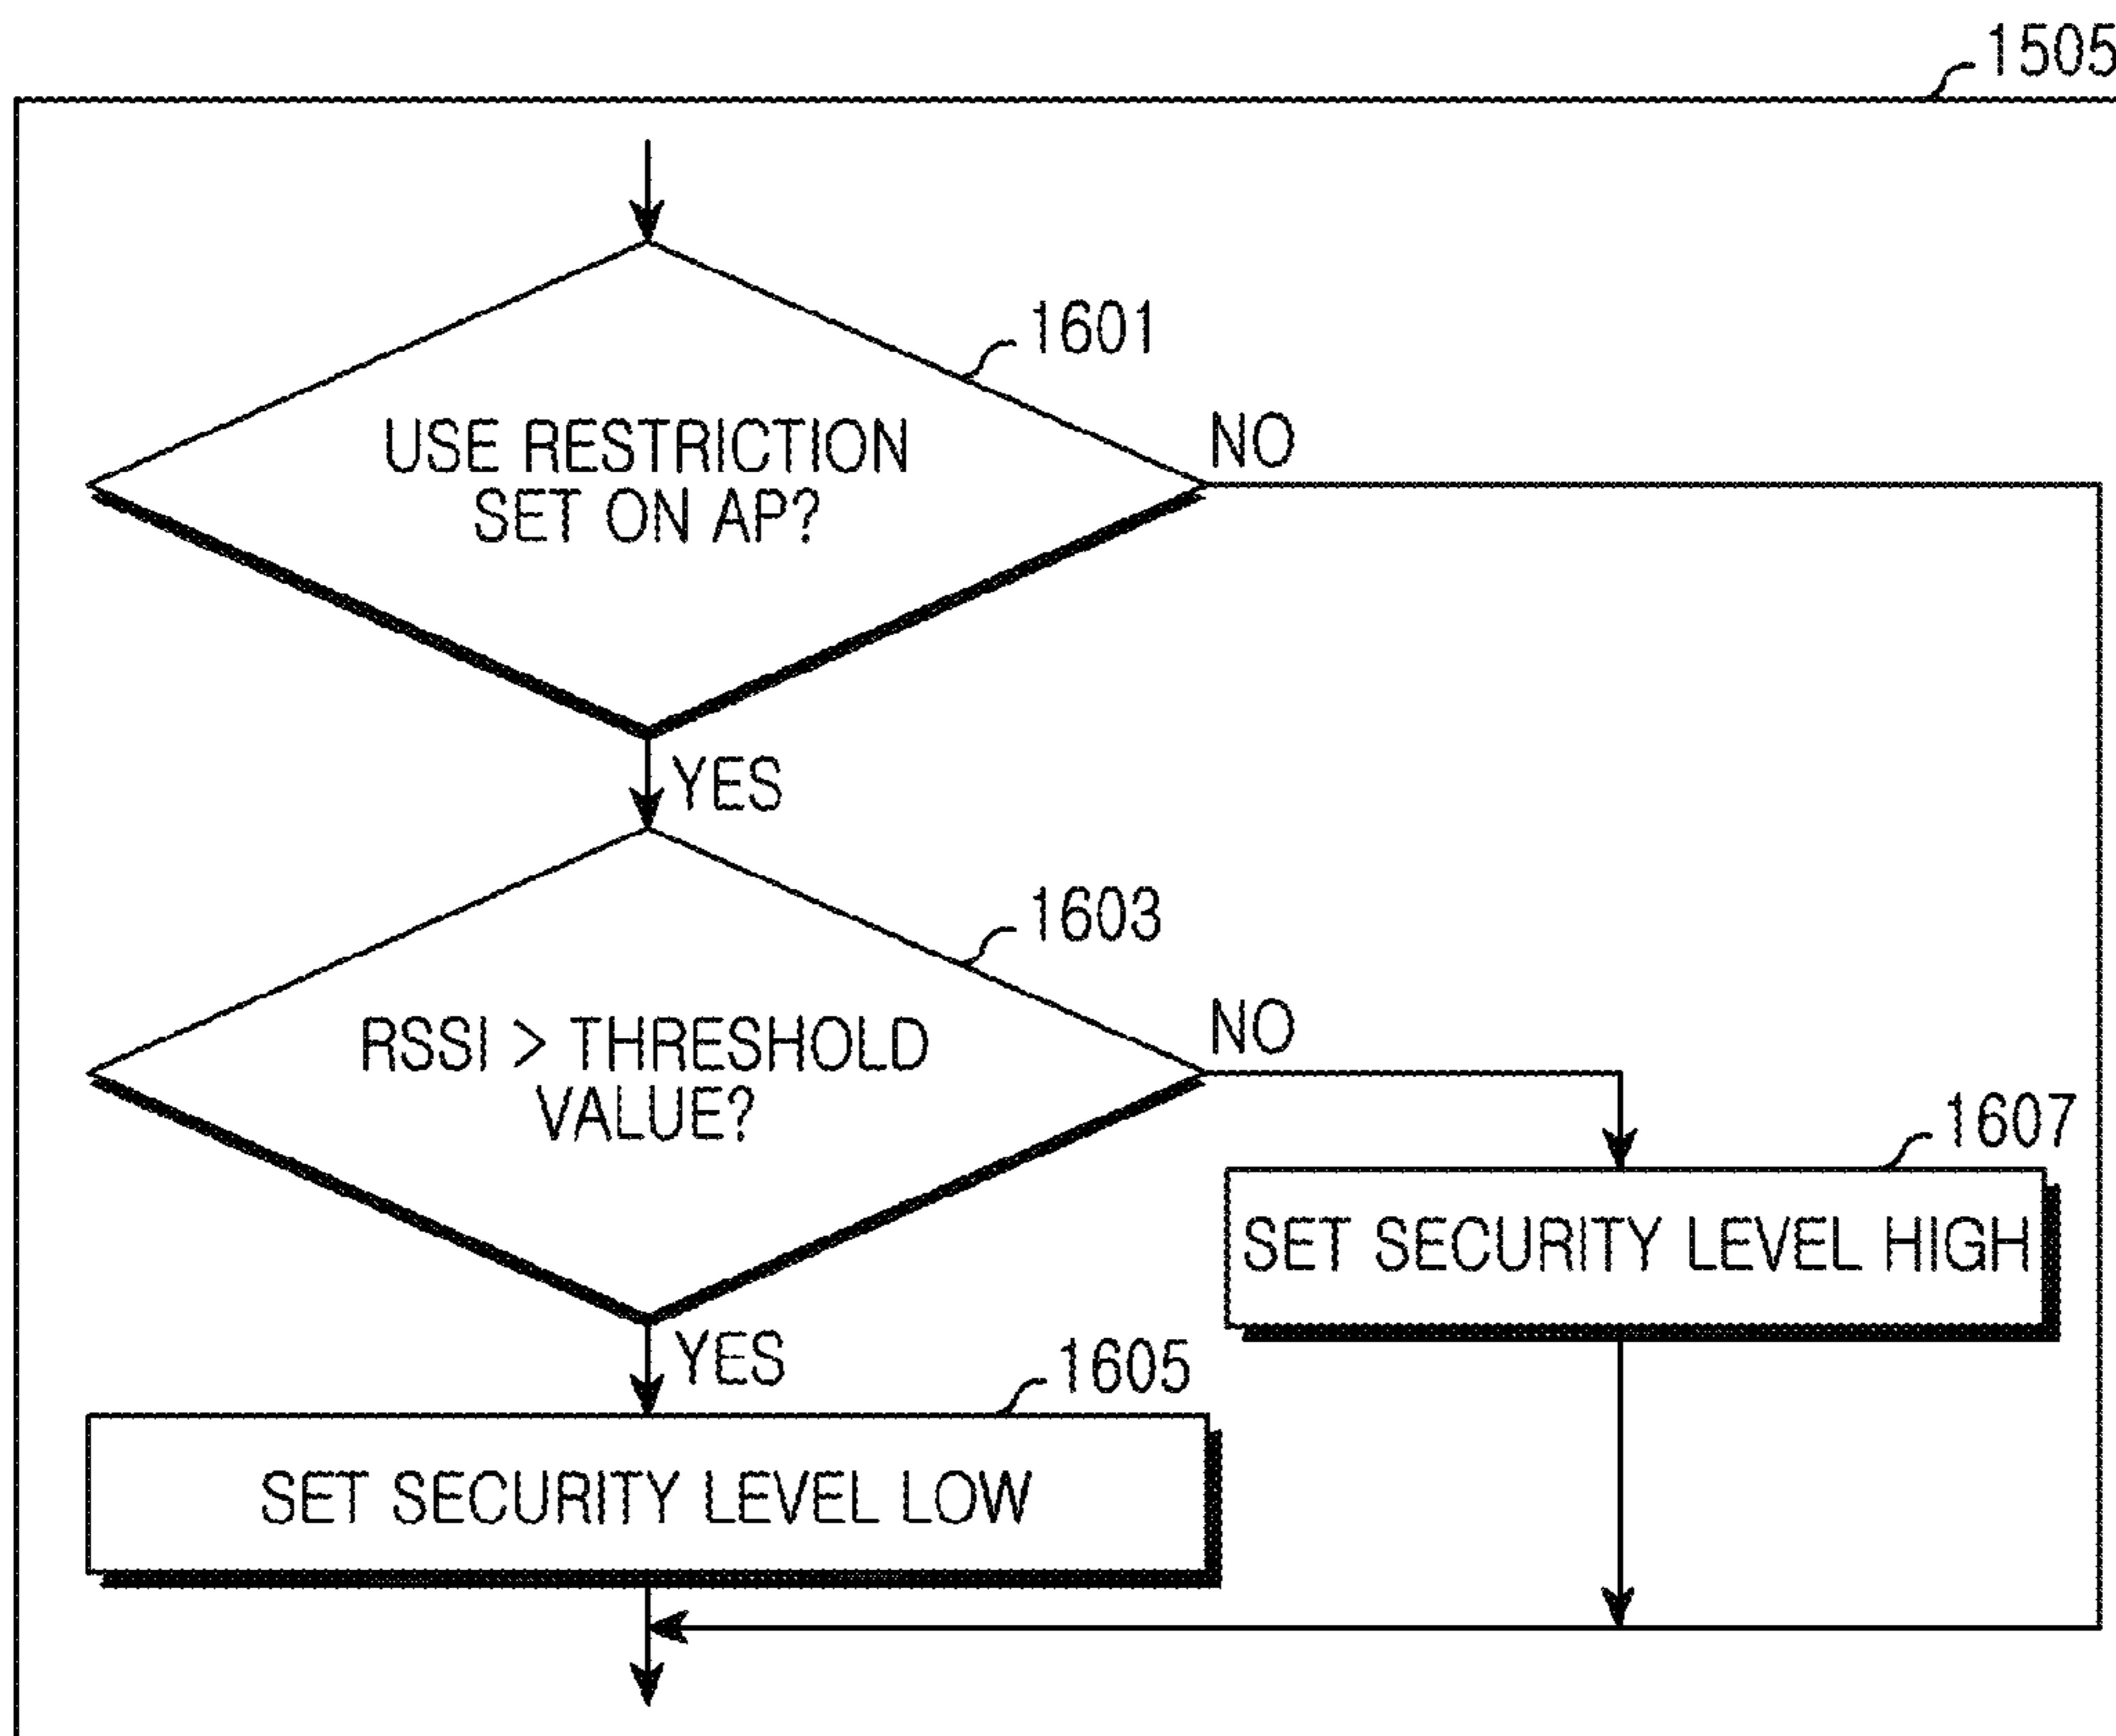 1505
1601
USE RESTRICTION
SET ON AP?
NO
YES
1603
RSSI > THRESHOLD
VALUE?
NO
1607
SET SECURITY LEVEL HIGH
YES
1605
SET SECURITY LEVEL LOW